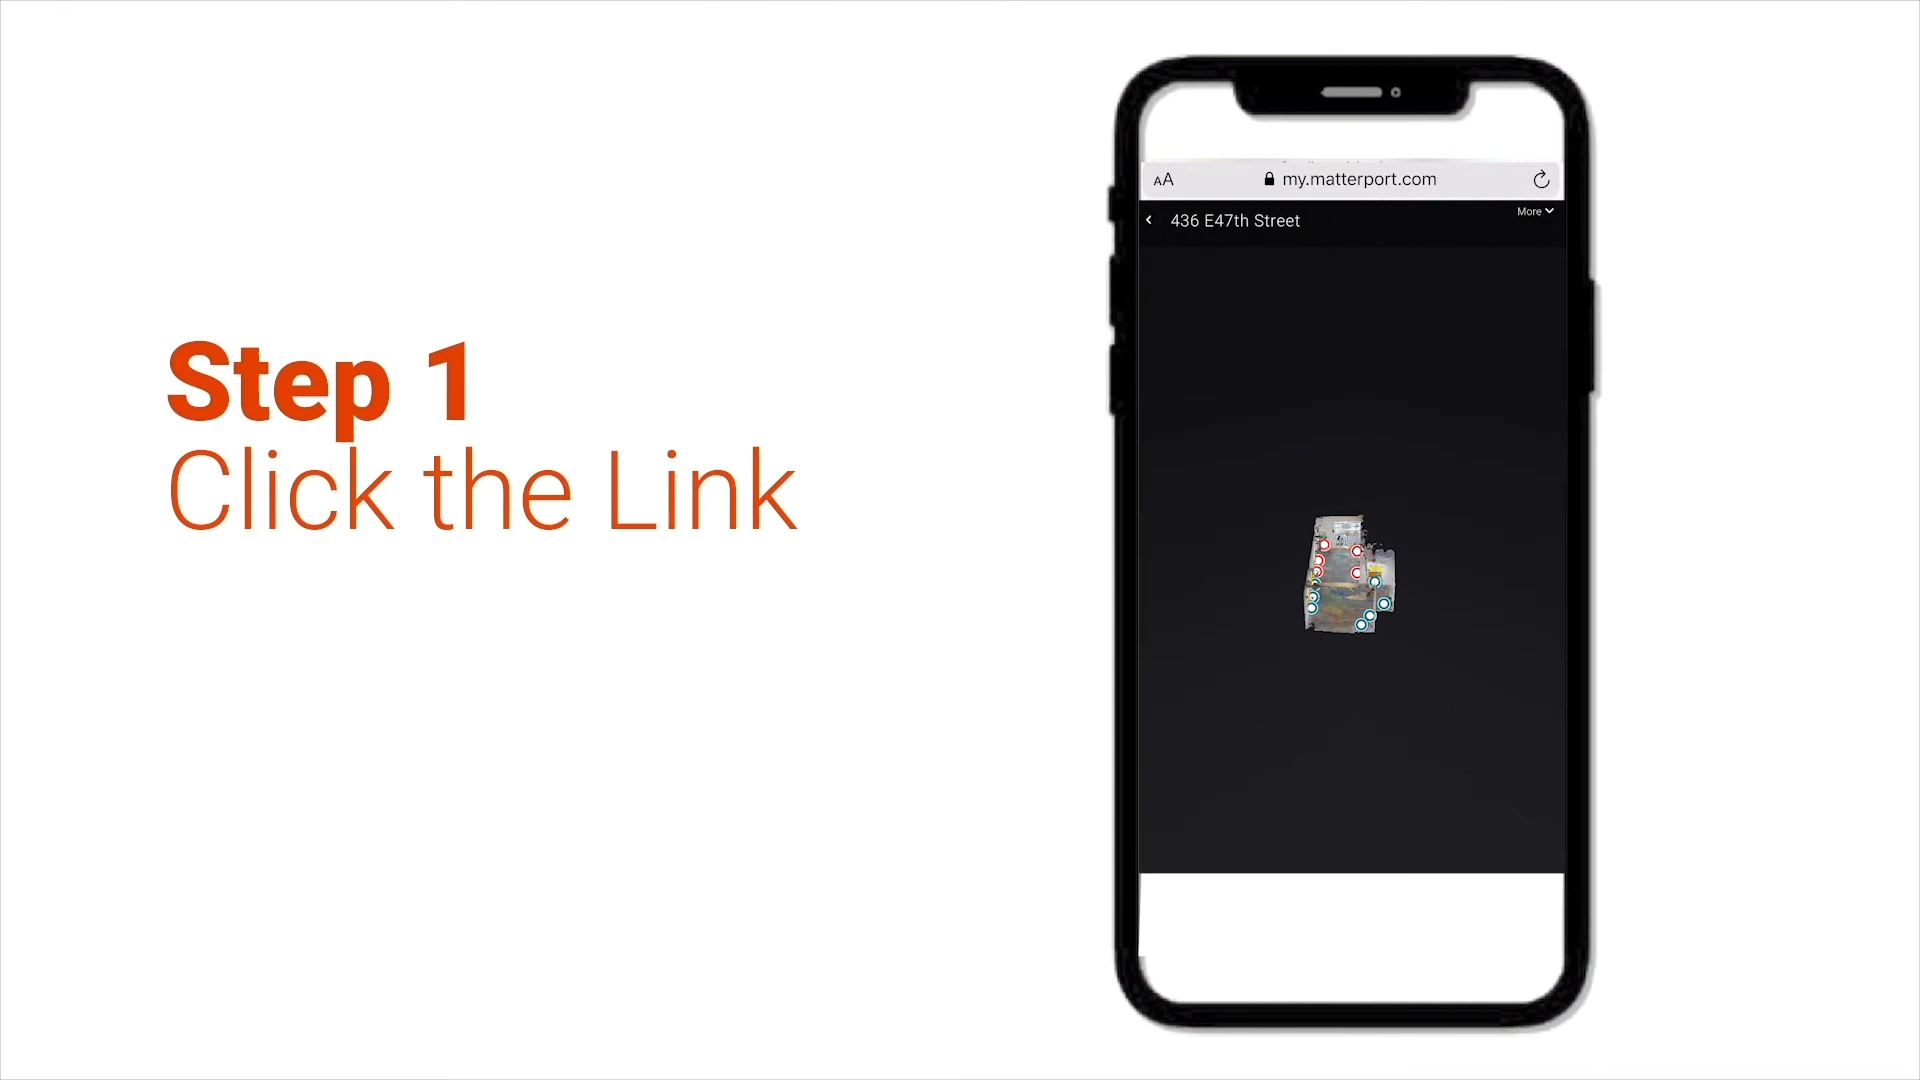 Step 1
Click the Link
AA
my.matterport.com
436 E47th Street
More